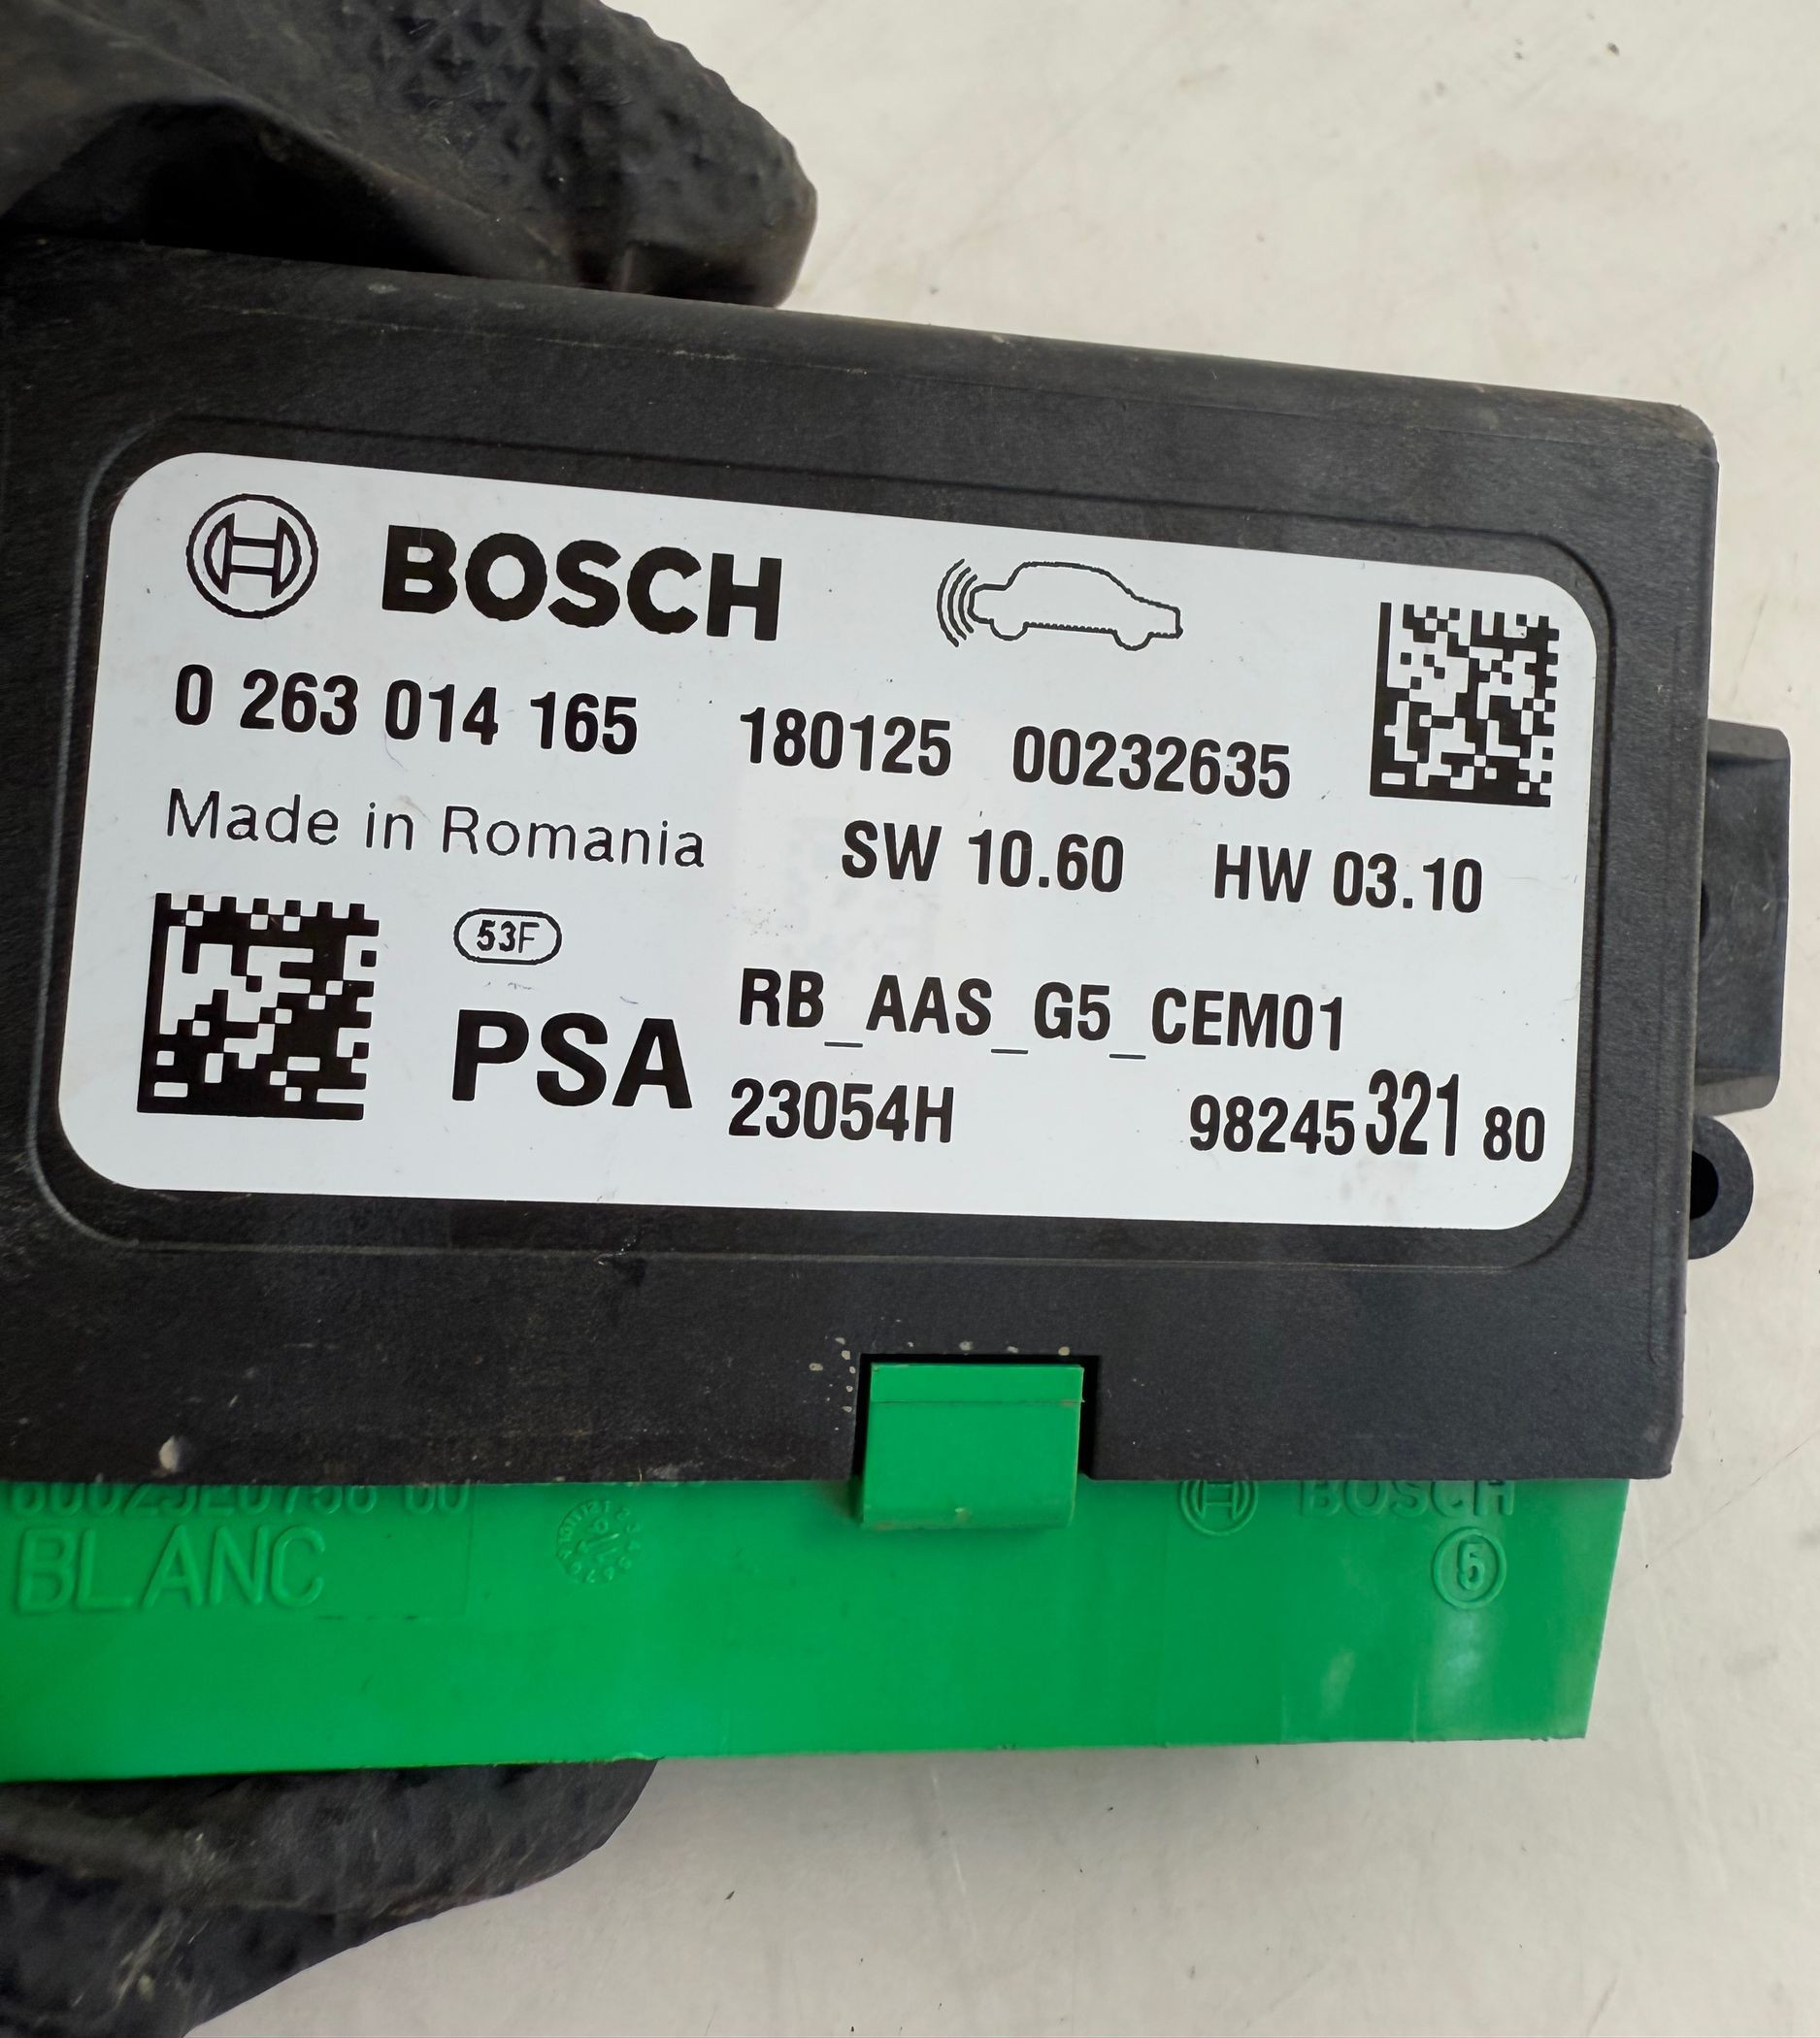 BOSCH
0 263 014 165 180125 00232635
Made in Romania SW 10.60 HW 03.10
53F
PSA RB_AAS_G5_CEM01
23054H 98245 321 80
BOSCH
BLANC
5